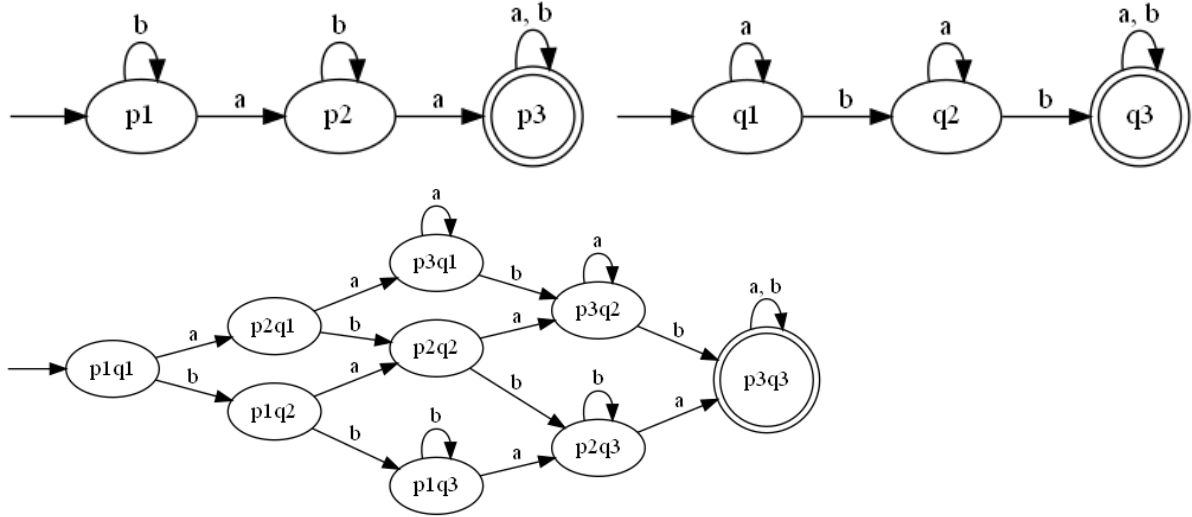 b b a, b a a a, b
p1 a p2 a p3 q1 b q2 b q3
a
p3q1 b a
a p3q2 a, b
p2q1 b a b
a p2q2
p1q1 a p3q3
b b b
p1q2 a
b b p2q3
a
p1q3